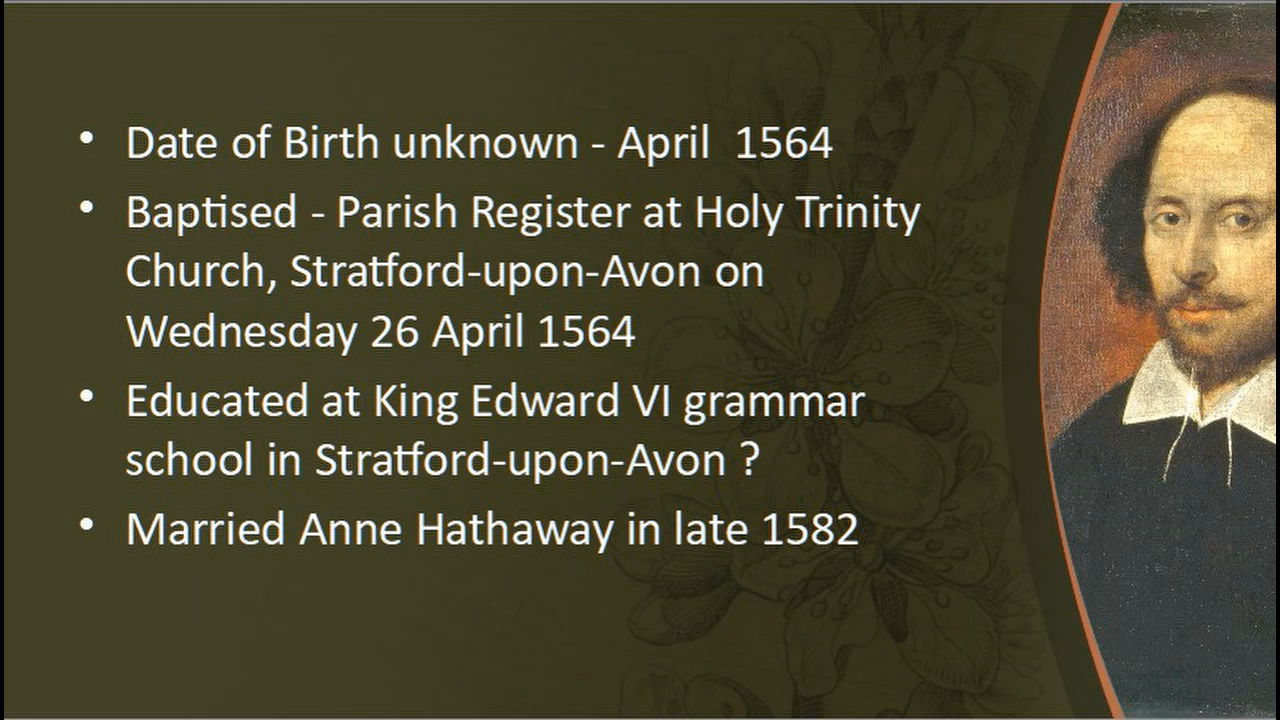 • Date of Birth unknown - April  1564
• Baptised - Parish Register at Holy Trinity
Church, Stratford-upon-Avon on
Wednesday 26 April 1564
• Educated at King Edward VI grammar
school in Stratford-upon-Avon ?
• Married Anne Hathaway in late 1582